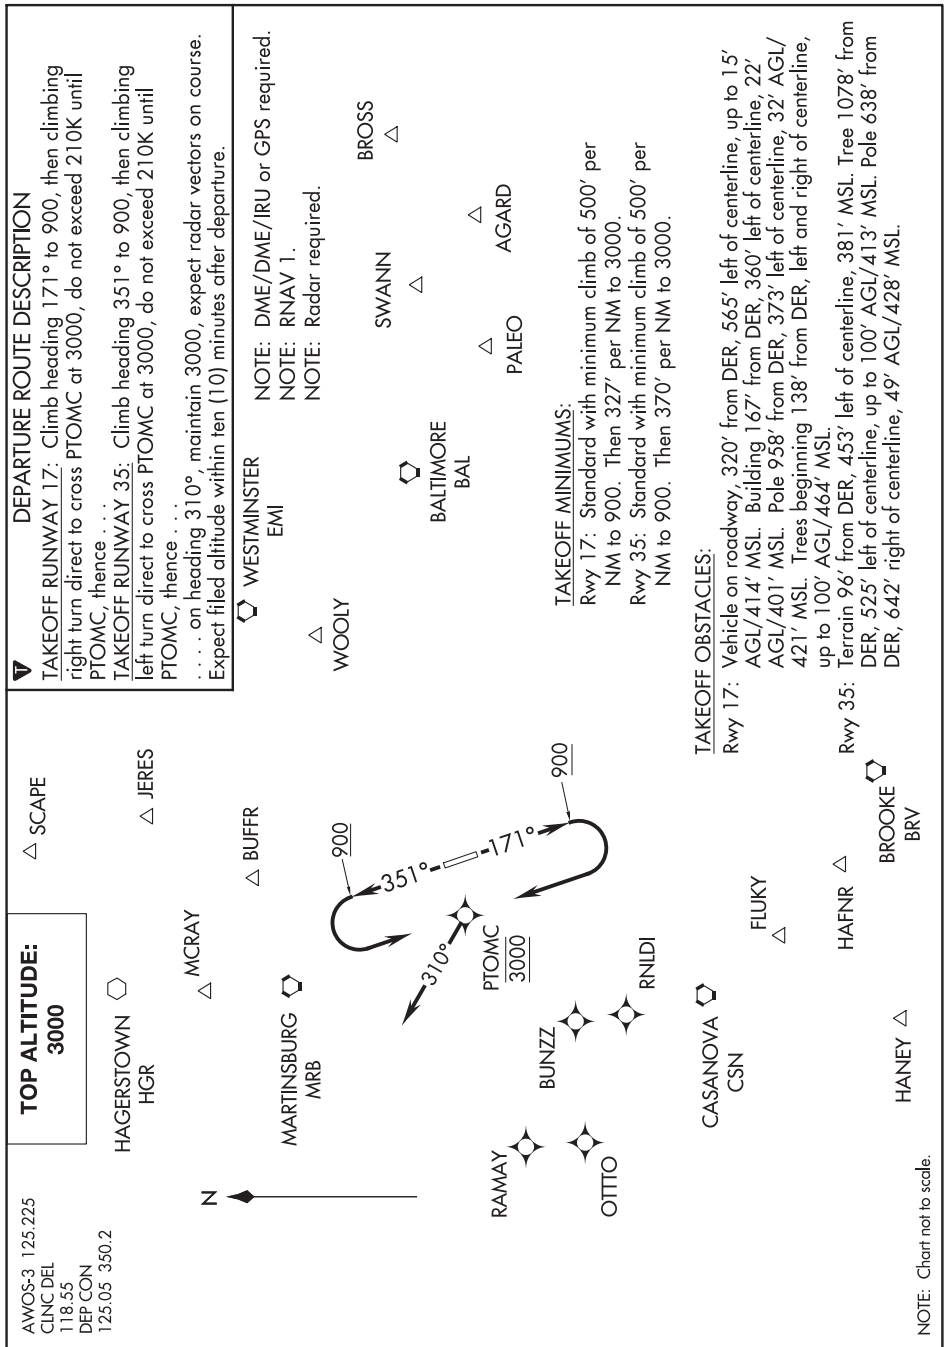 AWOS-3 125.225
CLNC DEL
118.55
DEP CON
125.05 350.2
TOP ALTITUDE:
3000
T
DEPARTURE ROUTE DESCRIPTION
TAKEOFF RUNWAY 17: Climb heading 171° to 900, then climbing
right turn direct to cross PTOMC at 3000, do not exceed 210K until
PTOMC, thence . . . .
TAKEOFF RUNWAY 35: Climb heading 351° to 900, then climbing
left turn direct to cross PTOMC at 3000, do not exceed 210K until
PTOMC, thence . . . .
. . . . on heading 310°, maintain 3000, expect radar vectors on course.
Expect filed altitude within ten (10) minutes after departure.
NOTE: DME/DME/IRU or GPS required.
NOTE: RNAV 1.
NOTE: Radar required.
SCAPE
JERES
HAGERSTOWN
HGR
MCRAY
BUFFR
WESTMINSTER
EMI
MARTINSBURG
MRB
WOOLY
BROSS
SWANN
AGARD
PALEO
BALTIMORE
BAL
N
900
351°
171°
900
310°
PTOMC
3000
RAMAY
OTTTO
BUNZZ
RNLDI
CASANOVA
CSN
FLUKY
HAFNR
BROOKE
BRV
HANEY
TAKEOFF MINIMUMS:
Rwy 17: Standard with minimum climb of 500' per
NM to 900. Then 327' per NM to 3000.
Rwy 35: Standard with minimum climb of 500' per
NM to 900. Then 370' per NM to 3000.
TAKEOFF OBSTACLES:
Rwy 17: Vehicle on roadway, 320' from DER, 565' left of centerline, up to 15'
AGL/414' MSL. Building 167' from DER, 360' left of centerline, 22'
AGL/401' MSL. Pole 958' from DER, 373' left of centerline, 32' AGL/
421' MSL. Trees beginning 138' from DER, left and right of centerline,
up to 100' AGL/464' MSL.
Rwy 35: Terrain 96' from DER, 453' left of centerline, 381' MSL. Tree 1078' from
DER, 525' left of centerline, up to 100' AGL/413' MSL. Pole 638' from
DER, 642' right of centerline, 49' AGL/428' MSL.
NOTE: Chart not to scale.